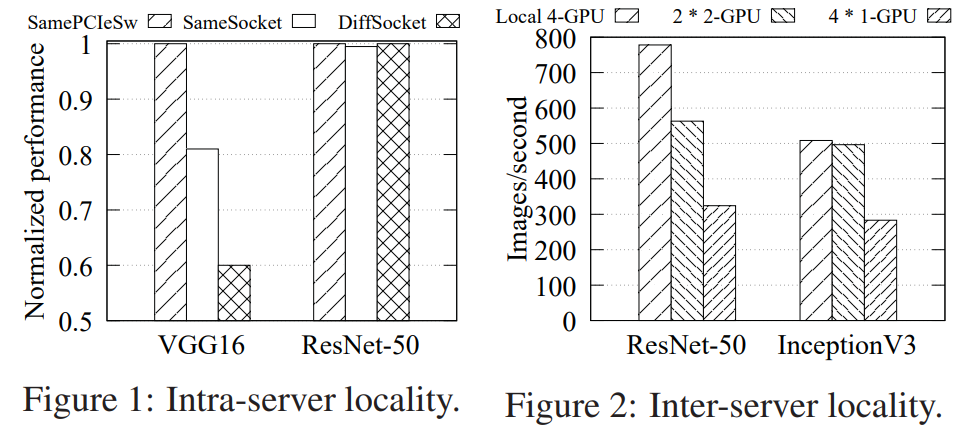 SamePCIeSw SameSocket DiffSocket
Normalized performance
1
0.9
0.8
0.7
0.6
0.5
VGG16 ResNet-50
Figure 1: Intra-server locality.
Local 4-GPU 2 * 2-GPU 4 * 1-GPU
Images/second
800
700
600
500
400
300
200
100
0
ResNet-50 InceptionV3
Figure 2: Inter-server locality.